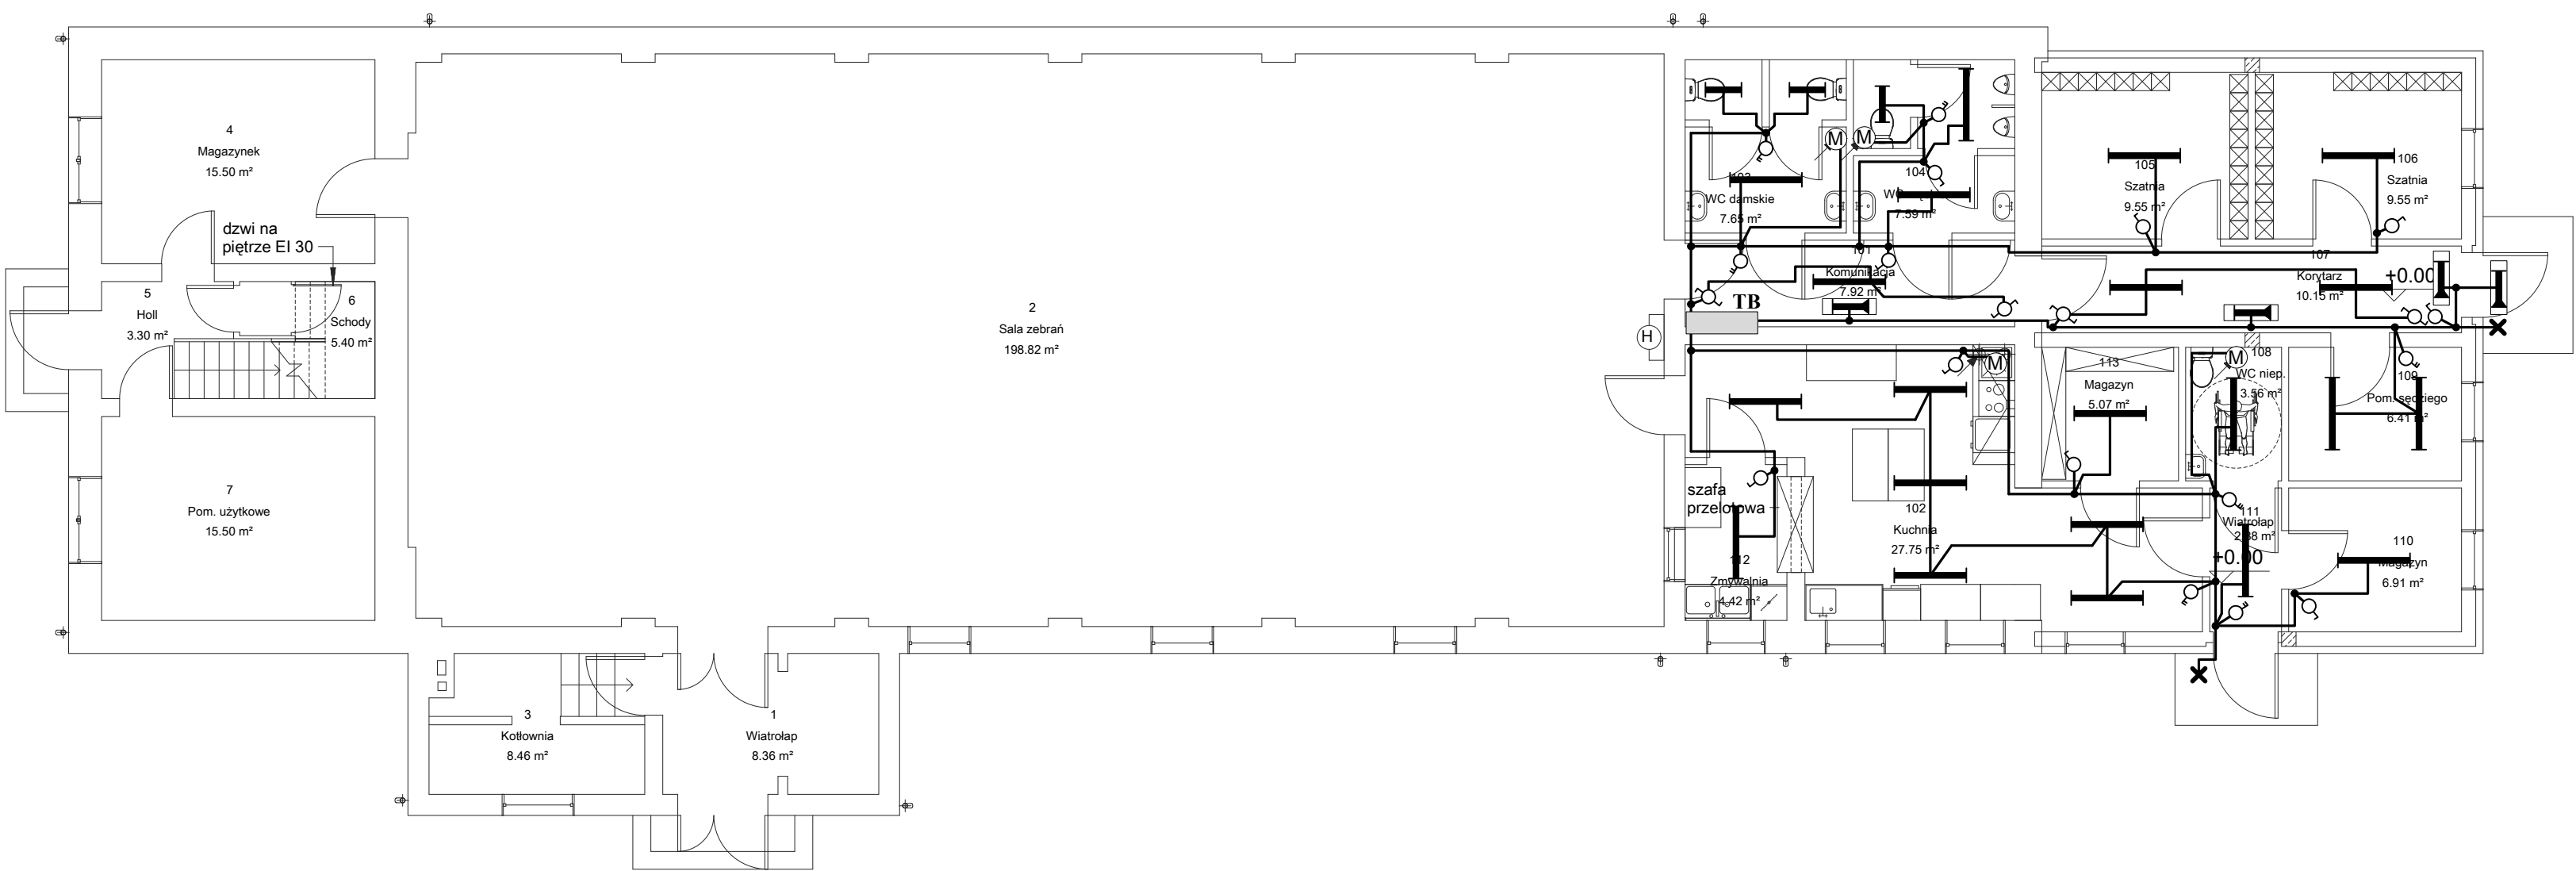 4
Magazynek
15.50 m²
dzwi na
piętrze EI 30
5
Holl
3.30 m²
6
Schody
5.40 m²
7
Pom. użytkowe
15.50 m²
2
Sala zebrań
198.82 m²
3
Kotłownia
8.46 m²
1
Wiatrołap
8.36 m²
H
TB
M
M
WC damskie
7.65 m²
104
7.59 m²
101
Komunikacja
7.92 m²
105
Szatnia
9.55 m²
106
Szatnia
9.55 m²
107
Korytarz
10.15 m²
+0.00
M
113
Magazyn
5.07 m²
M
108
WC niep.
3.56 m²
109
Pom. sędziego
6.41 m²
szafa
przelotowa
102
Kuchnia
27.75 m²
112
Zmywalnia
4.42 m²
111
Wiatrołap
+0.00
110
Magazyn
6.91 m²